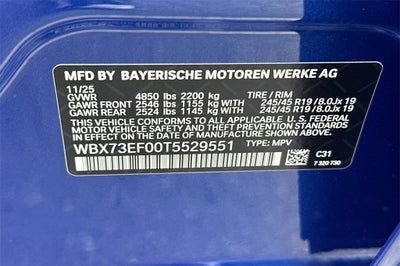 MFD BY BAYERISCHE MOTOREN WERKE AG
11/25 TIRE / RIM
GVWR 4850 lbs 2200 kg
GAWR FRONT 2546 lbs 1155 kg WITH 245/45 R19 / 8.0Jx 19
GAWR REAR 2524 lbs 1145 kg WITH 245/45 R19 / 8.0Jx 19
THIS VEHICLE CONFORMS TO ALL APPLICABLE U.S. FEDERAL
MOTOR VEHICLE SAFETY, BUMPER, AND THEFT PREVENTION
STANDARDS IN EFFECT ON THE DATE OF MANUFACTURE SHOWN ABOVE.
WBX73EF00T5529551 TYPE: MPV
C31
7 320 730